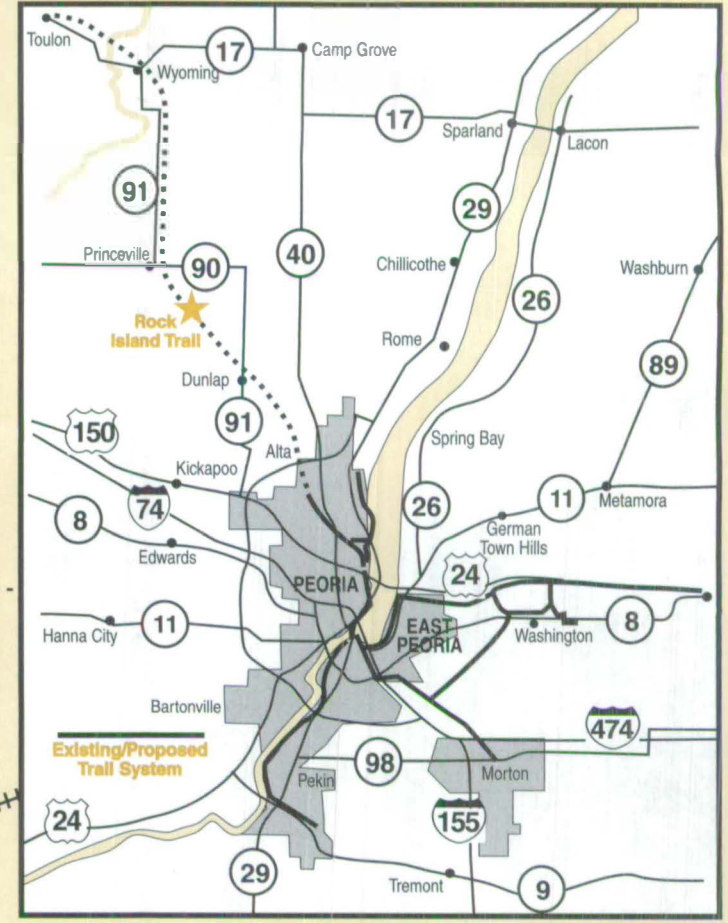 Toulon
Wyoming
17
Camp Grove
17
Sparland
Lacon
91
29
Princeville
90
40
Chillicothe
26
Washburn
Rock
Island Trail
Rome
89
Dunlap
91
150
Alta
Spring Bay
Kickapoo
74
26
11
Metamora
8
German
Town Hills
Edwards
PEORIA
24
11
Hanna City
EAST
PEORIA
Washington
8
Bartonville
474
Existing/Proposed
Trail System
98
Morton
Pekin
24
155
29
Tremont
9